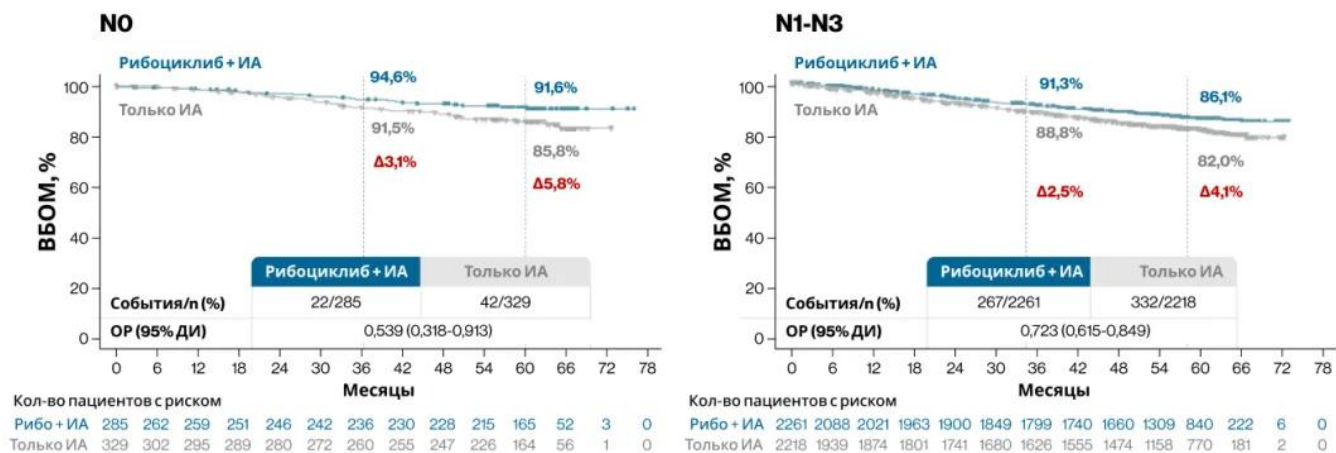 N0
Рибоциклиб + ИА
Только ИА
94,6%
91,6%
91,5%
85,8%
Δ3,1%
Δ5,8%
ВБОМ, %
100
80
60
40
20
0
Рибоциклиб + ИА Только ИА
События/n (%) 22/285 42/329
ОР (95% ДИ) 0,539 (0,318-0,913)
0 6 12 18 24 30 36 42 48 54 60 66 72 78
Месяцы
Кол-во пациентов с риском
Рибо + ИА 285 262 259 251 246 242 236 230 228 215 165 52 3 0
Только ИА 329 302 295 289 280 272 260 255 247 226 164 56 1 0
N1-N3
Рибоциклиб + ИА
Только ИА
91,3%
86,1%
88,8%
82,0%
Δ2,5%
Δ4,1%
ВБОМ, %
100
80
60
40
20
0
Рибоциклиб + ИА Только ИА
События/n (%) 267/2261 332/2218
ОР (95% ДИ) 0,723 (0,615-0,849)
0 6 12 18 24 30 36 42 48 54 60 66 72 78
Месяцы
Кол-во пациентов с риском
Рибо + ИА 2261 2088 2021 1963 1900 1849 1799 1740 1660 1309 840 222 6 0
Только ИА 2218 1939 1874 1801 1741 1680 1626 1555 1474 1158 770 181 2 0